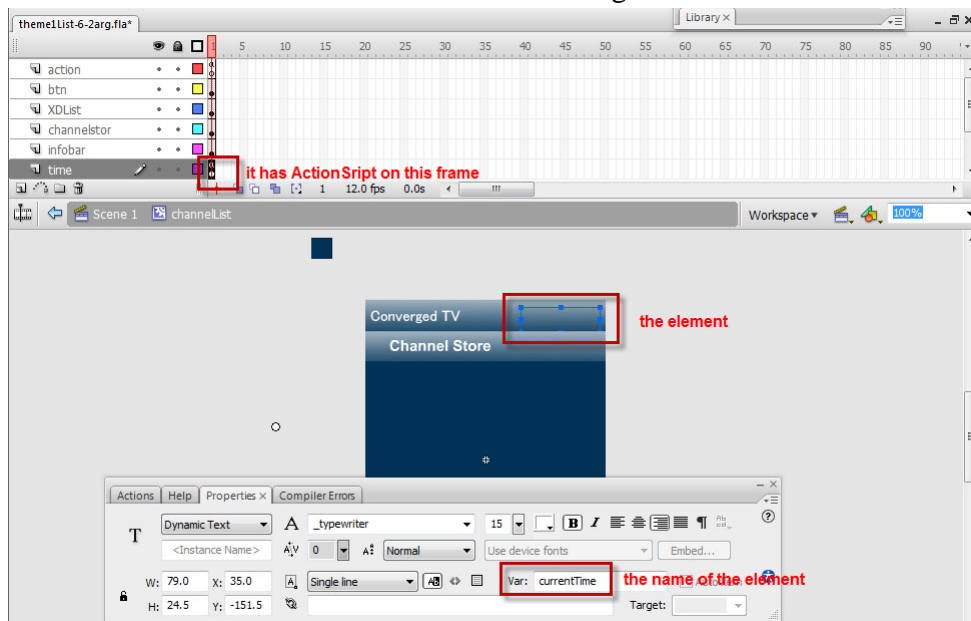 theme1List-6-2arg.fla*
Library ×
1 5 10 15 20 25 30 35 40 45 50 55 60 65 70 75 80 85 90
action
btn
XDList
channelstor
infobar
time
it has ActionSript on this frame
1 12.0 fps 0.0s
Scene 1 channelList
Workspace
100%
Converged TV
the element
Channel Store
Actions Help Properties × Compiler Errors
T Dynamic Text A _typewriter 15 B I
<Instance Name> A V 0 Normal Use device fonts Embed...
W: 79.0 X: 35.0 Single line AB Var: currentTime the name of the element
H: 24.5 Y: -151.5 Target: